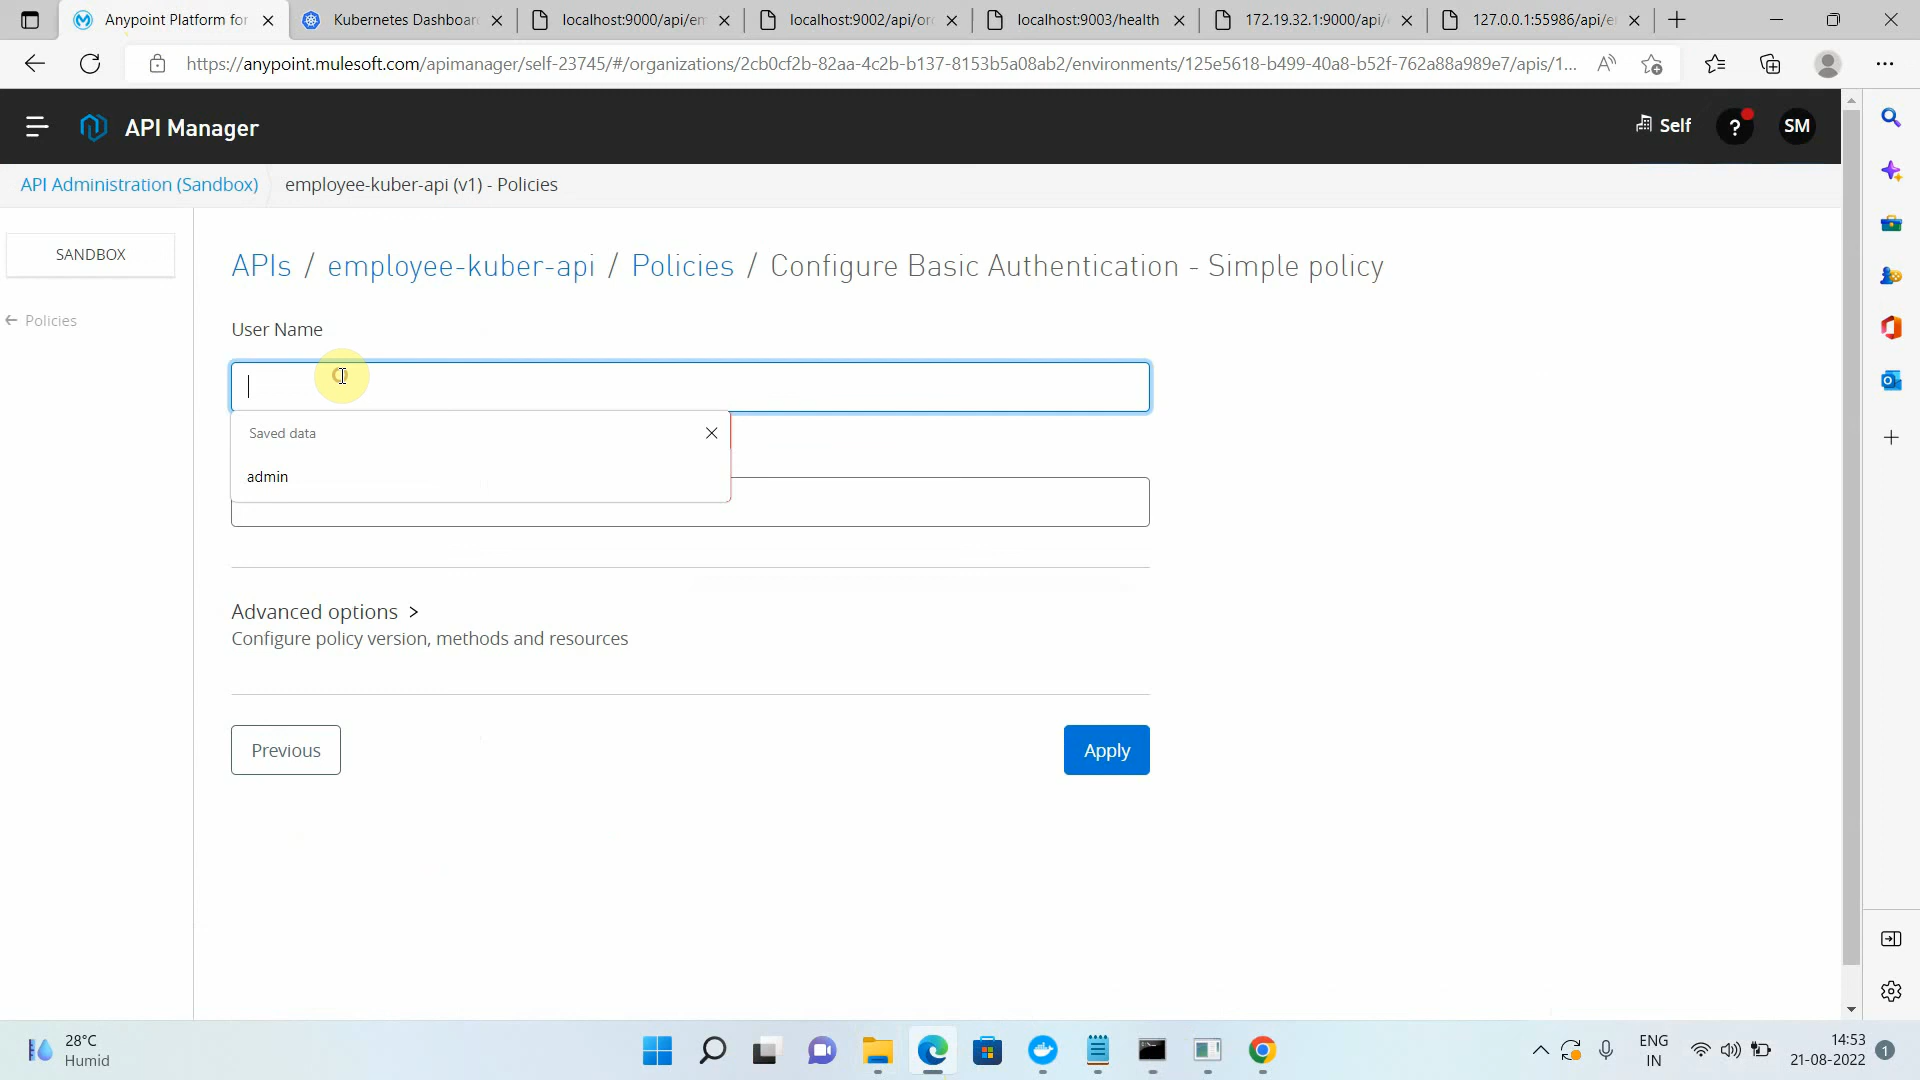 Anypoint Platform for
Kubernetes Dashboar
localhost:9000/api/em
localhost:9002/api/or
localhost:9003/health
172.19.32.1:9000/api/
127.0.0.1:55986/api/e
https://anypoint.mulesoft.com/apimanager/self-23745/#/organizations/2cb0cf2b-82aa-4c2b-b137-8153b5a08ab2/environments/125e5618-b499-40a8-b52f-762a88a989e7/apis/1...
API Manager
Self
?
SM
API Administration (Sandbox)
employee-kuber-api (v1) - Policies
SANDBOX
Policies
APIs / employee-kuber-api / Policies / Configure Basic Authentication - Simple policy
User Name
Saved data
admin
Advanced options >
Configure policy version, methods and resources
Previous
Apply
28°C
Humid
ENG
IN
14:53
21-08-2022
1